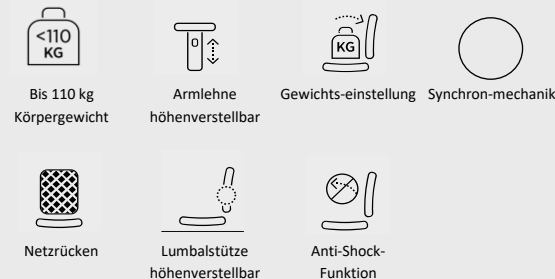 <110
KG
KG
Bis 110 kg
Körpergewicht
Armlehne
höhenverstellbar
Gewichts-einstellung
Synchron-mechanik
Netzrücken
Lumbalstütze
höhenverstellbar
Anti-Shock-
Funktion